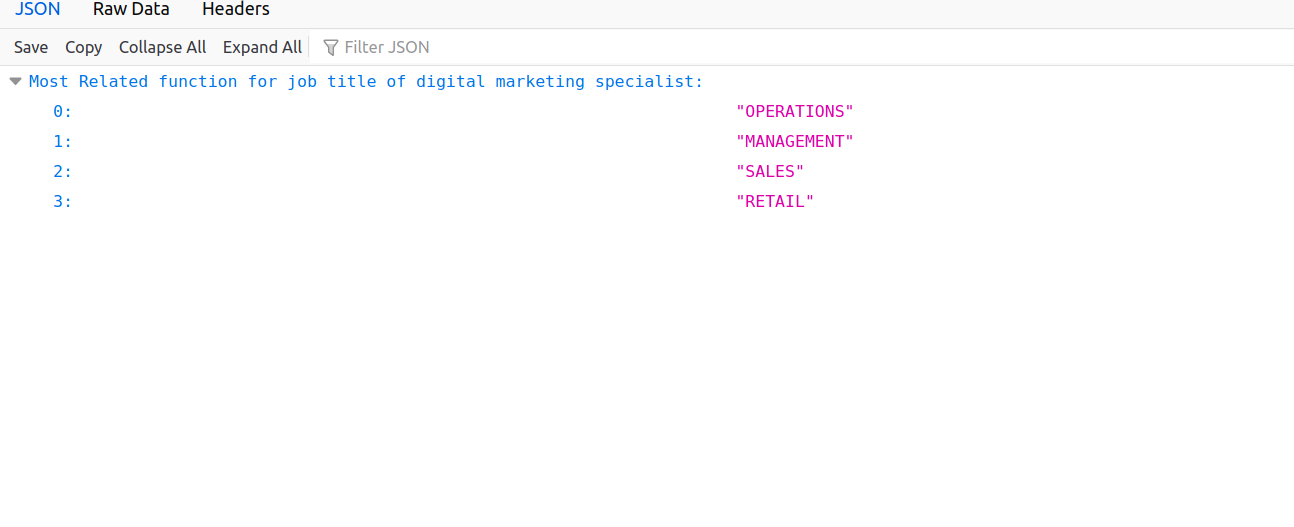 JSON Raw Data Headers
Save Copy Collapse All Expand All Filter JSON
Most Related function for job title of digital marketing specialist:
0: "OPERATIONS"
1: "MANAGEMENT"
2: "SALES"
3: "RETAIL"